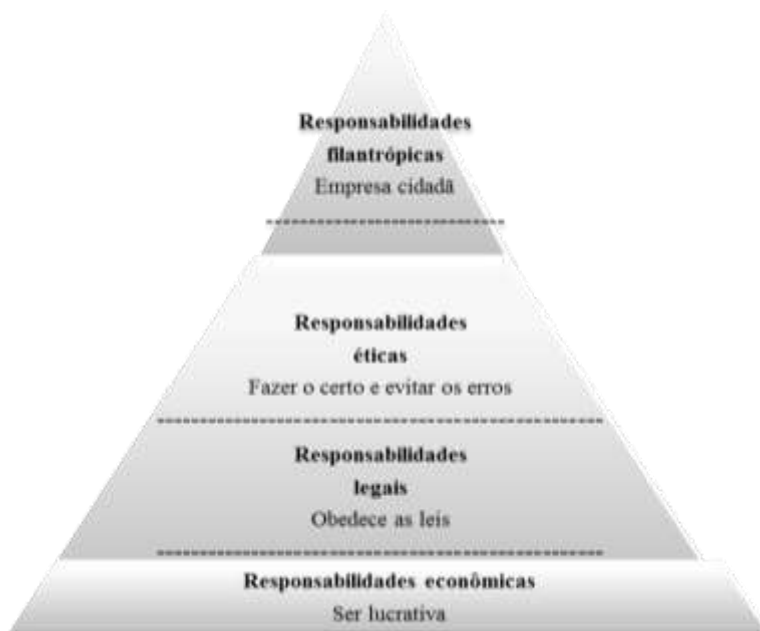 Responsabilidades
filantrópicas
Empresa cidadã
Responsabilidades
éticas
Fazer o certo e evitar os erros
Responsabilidades
legais
Obedece as leis
Responsabilidades econômicas
Ser lucrativa